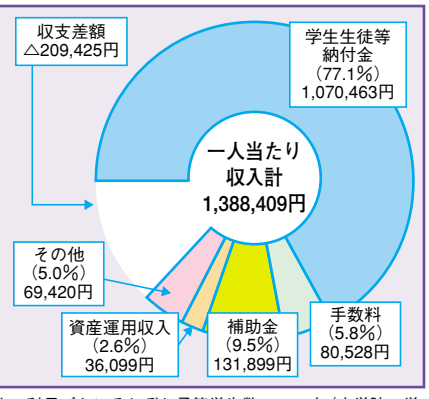 収支差額
△209,425円
学生生徒等
納付金
(77.1%)
1,070,463円
一人当たり
収入計
1,388,409円
その他
(5.0%)
69,420円
資産運用収入
(2.6%)
36,099円
補助金
(9.5%)
131,899円
手数料
(5.8%)
80,528円